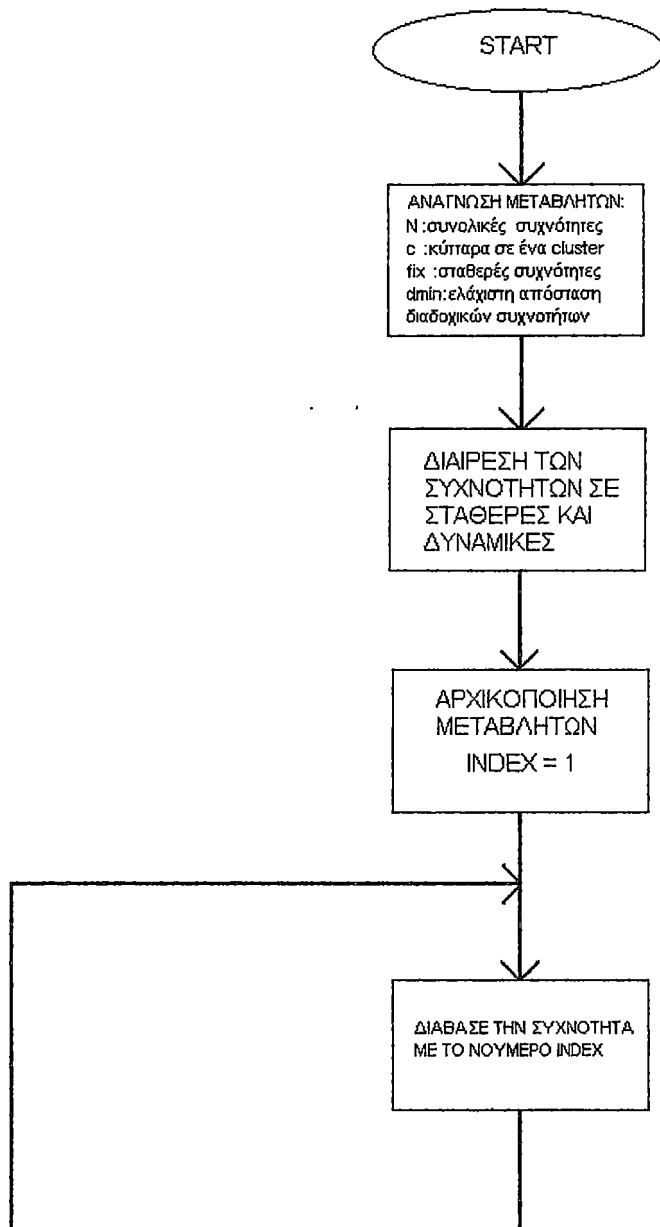 START
ΑΝΑΓΝΩΣΗ ΜΕΤΑΒΛΗΤΩΝ:
N :συνολικές συχνότητες
c :κύτταρα σε ένα cluster
fix :σταθερές συχνότητες
dmin:ελάχιστη απόσταση
διαδοχικών συχνοτήτων
ΔΙΑΙΡΕΣΗ ΤΩΝ
ΣΥΧΝΟΤΗΤΩΝ ΣΕ
ΣΤΑΘΕΡΕΣ ΚΑΙ
ΔΥΝΑΜΙΚΕΣ
ΑΡΧΙΚΟΠΟΙΗΣΗ
ΜΕΤΑΒΛΗΤΩΝ
INDEX = 1
ΔΙΑΒΑΣΕ ΤΗΝ ΣΥΧΝΟΤΗΤΑ
ΜΕ ΤΟ ΝΟΥΜΕΡΟ INDEX